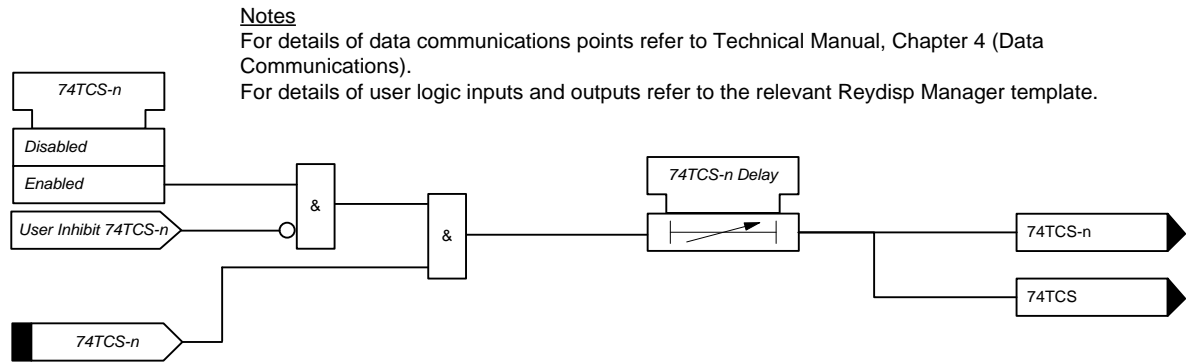 Notes
For details of data communications points refer to Technical Manual, Chapter 4 (Data
Communications).
For details of user logic inputs and outputs refer to the relevant Reydisp Manager template.
74TCS-n
Disabled
Enabled
User Inhibit 74TCS-n
&
&
74TCS-n Delay
74TCS-n
74TCS
74TCS-n